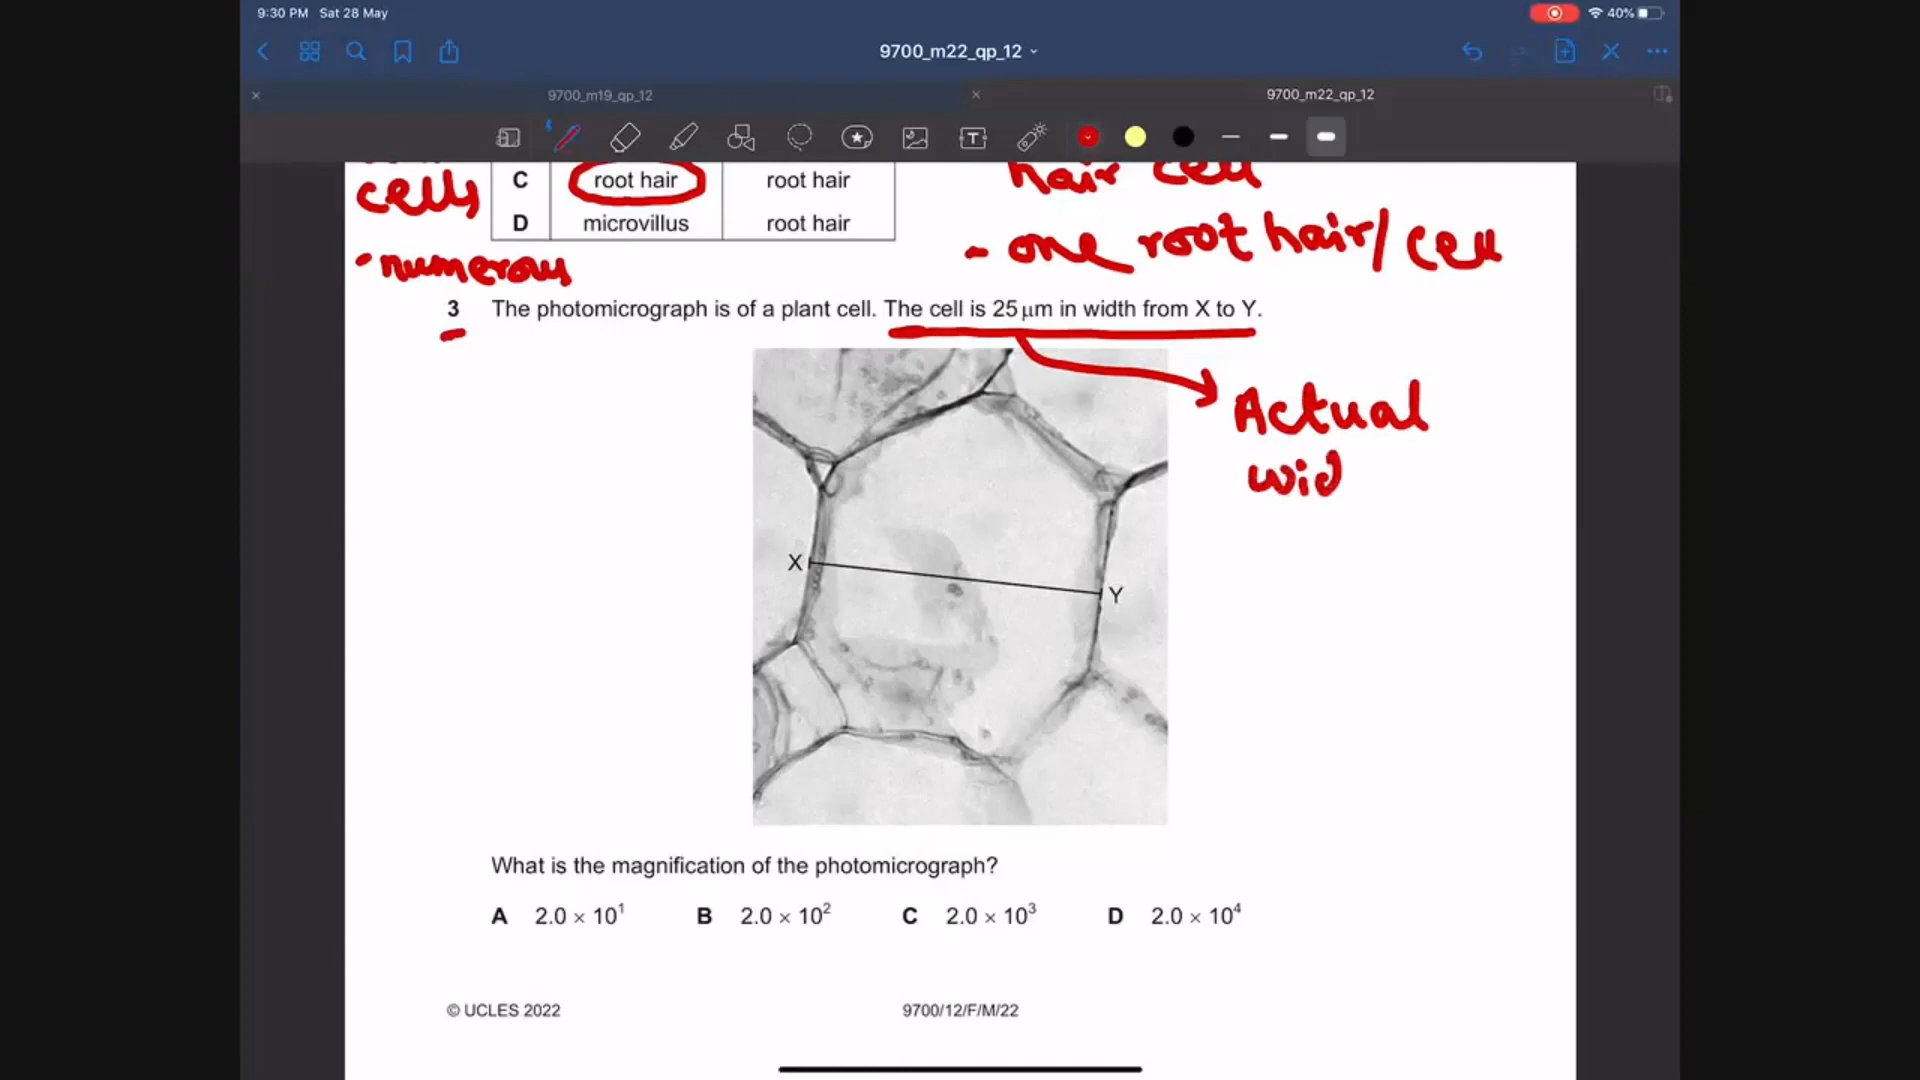 9:30 PM Sat 28 May
40%
9700_m22_qp_12
9700_m19_qp_12
9700_m22_qp_12
T
C root hair root hair
D microvillus root hair
cells
• numerous
hair cell
- one root hair/cell
3 The photomicrograph is of a plant cell. The cell is 25 μm in width from X to Y.
Actual
wid
X
Y
What is the magnification of the photomicrograph?
A 2.0 × 10¹ B 2.0 × 10² C 2.0 × 10³ D 2.0 × 10⁴
© UCLES 2022
9700/12/F/M/22